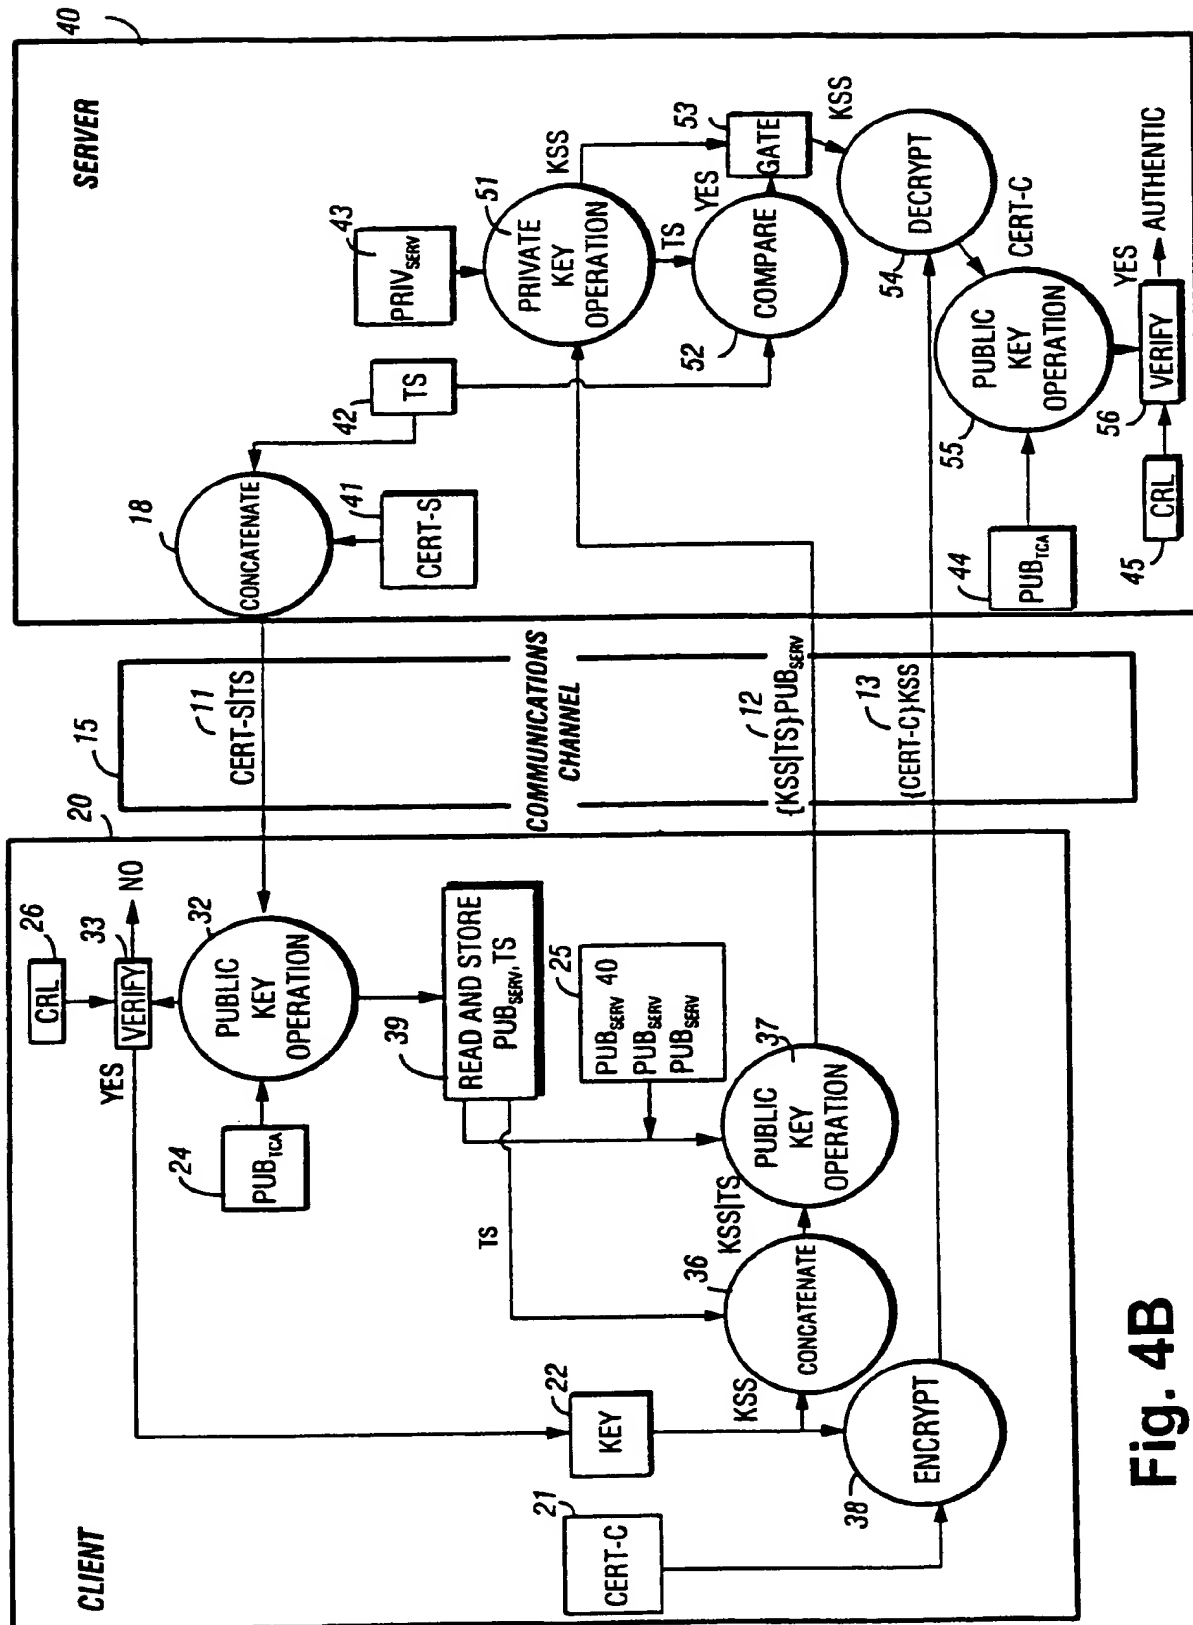 CLIENT
20
CERT-C
21
KEY
22
CRL
26
VERIFY
33
YES
NO
PUB TCA
24
PUBLIC
KEY
OPERATION
32
READ AND STORE
PUB SERV, TS
39
TS
PUB SERV 40
PUB SERV
PUB SERV
25
KSS
CONCATENATE
36
KSS|TS
PUBLIC
KEY
OPERATION
37
ENCRYPT
38
15
COMMUNICATIONS
CHANNEL
11
CERT-S|TS
12
{KSS|TS}PUB SERV
13
{CERT-C}KSS
SERVER
40
CONCATENATE
18
CERT-S
41
TS
42
PRIV SERV
43
PRIVATE
KEY
OPERATION
51
KSS
TS
COMPARE
52
YES
GATE
53
KSS
DECRYPT
54
CERT-C
PUB TCA
44
PUBLIC
KEY
OPERATION
55
CRL
45
VERIFY
56
YES
AUTHENTIC
Fig. 4B